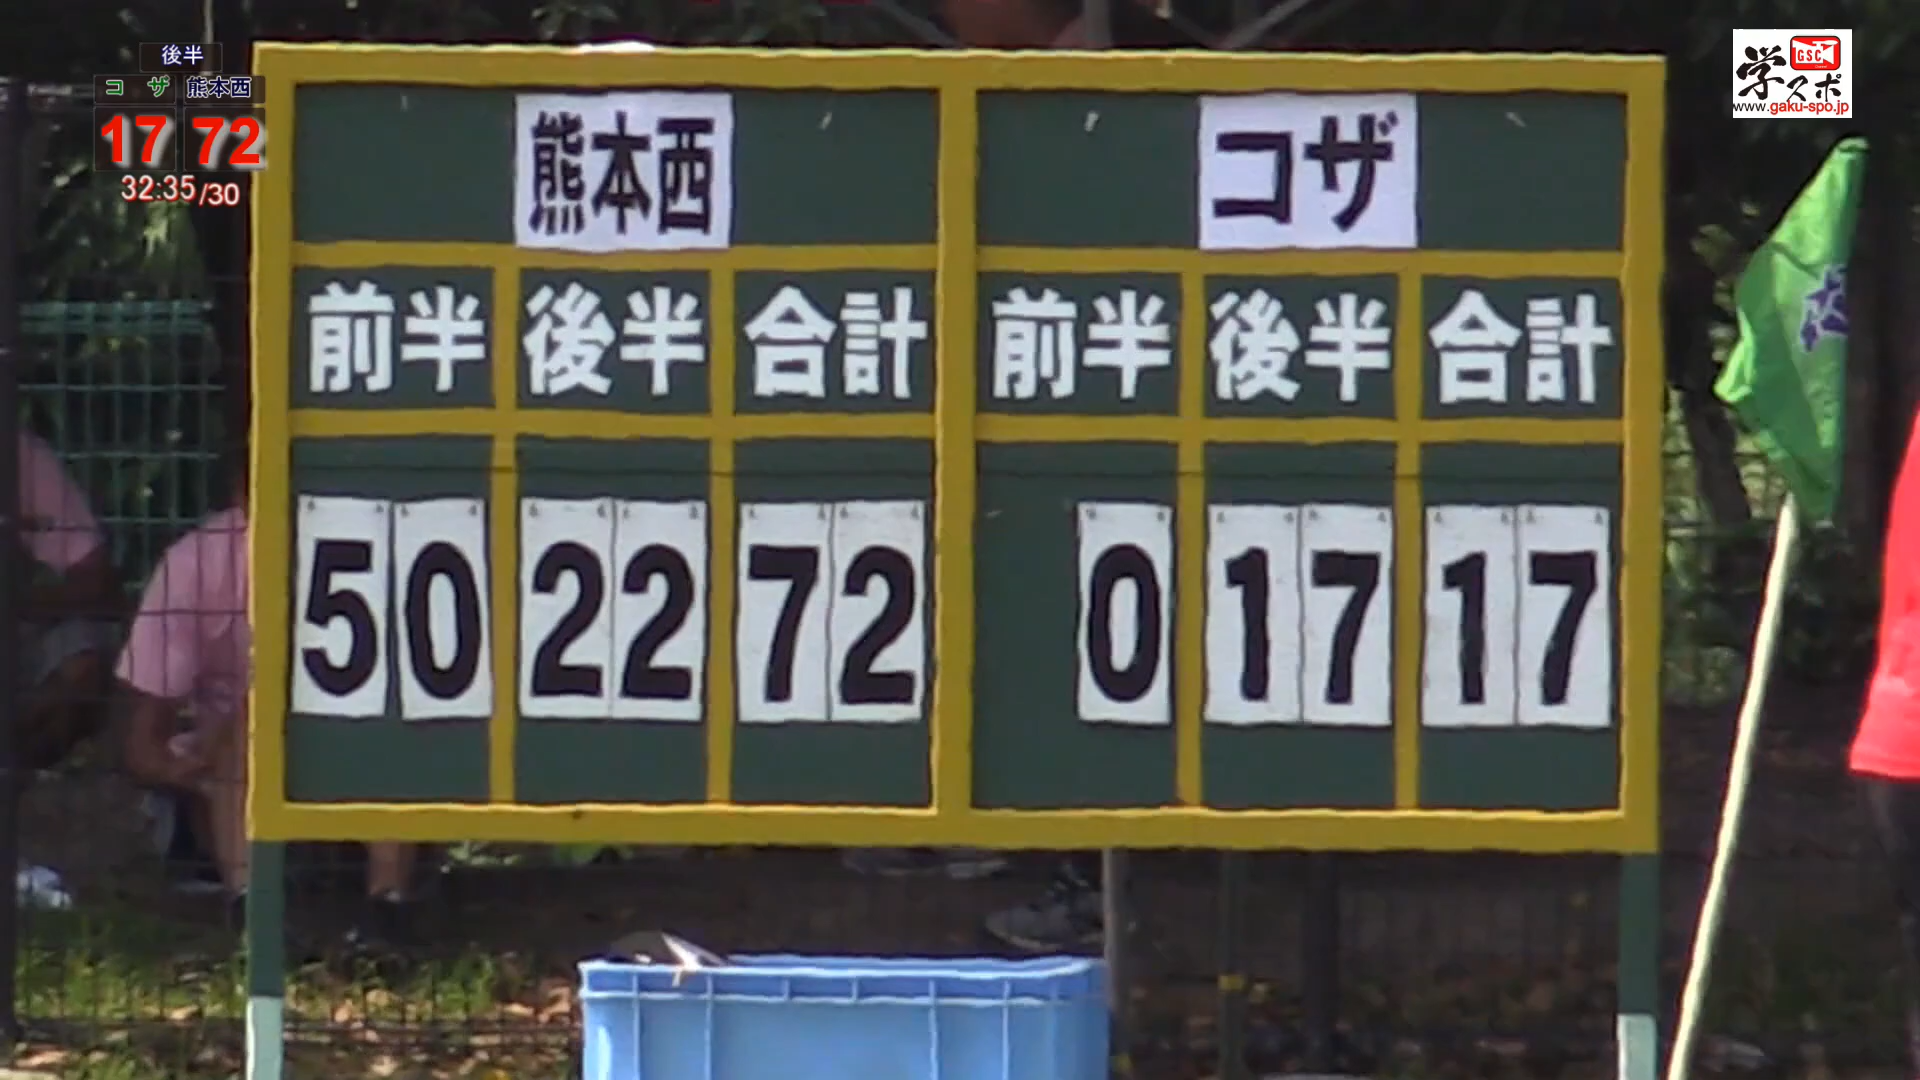 後半
コ ザ 熊本西
17 72
32:35/30
GSC
学スポ
www.gaku-spo.jp
熊本西 コザ
前半 後半 合計 前半 後半 合計
50 22 72 0 17 17